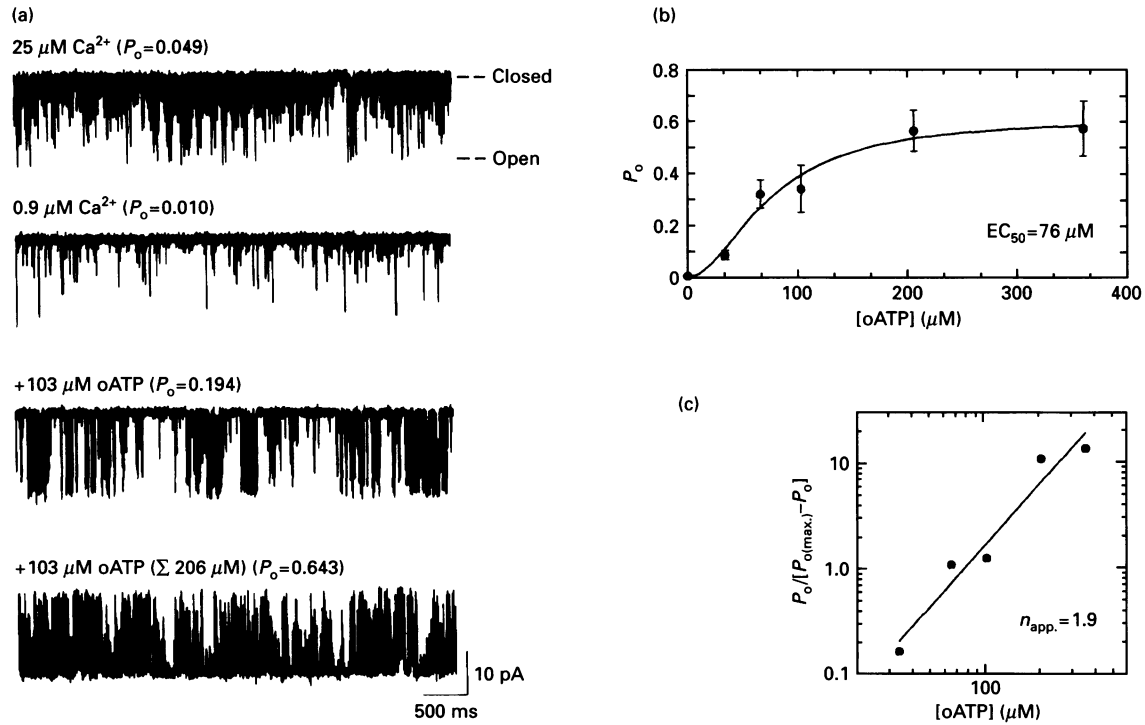 (a)
25 μM Ca²⁺ (Pₒ=0.049)
Closed
Open
0.9 μM Ca²⁺ (Pₒ=0.010)
+103 μM oATP (Pₒ=0.194)
+103 μM oATP (Σ 206 μM) (Pₒ=0.643)
10 pA
500 ms
(b)
0.8
0.6
0.4
0.2
0
Pₒ
EC₅₀=76 μM
0 100 200 300 400
[oATP] (μM)
(c)
10
1.0
0.1
Pₒ/[Pₒ(max.)−Pₒ]
n_app.=1.9
100
[oATP] (μM)